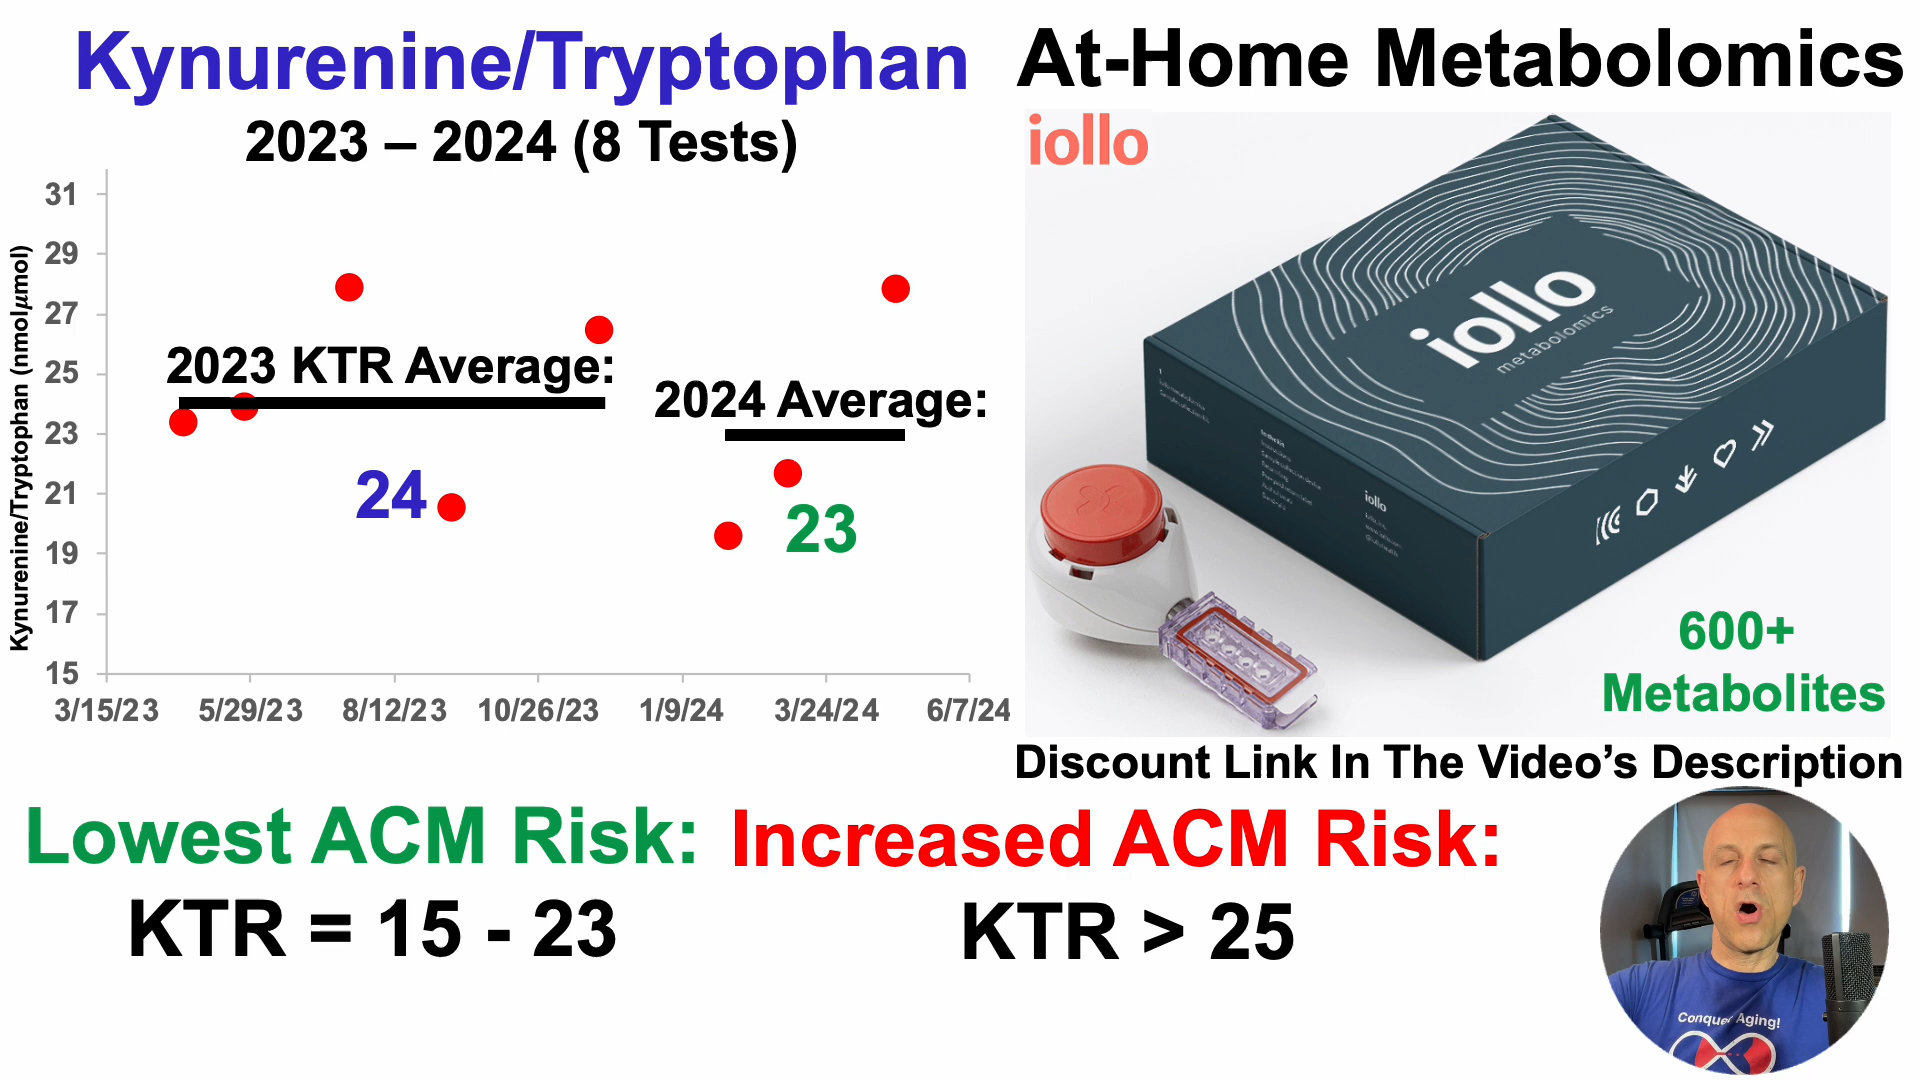 Kynurenine/Tryptophan
2023 – 2024 (8 Tests)
Kynurenine/Tryptophan (nmol/μmol)
31
29
27
25
23
21
19
17
15
3/15/23 5/29/23 8/12/23 10/26/23 1/9/24 3/24/24 6/7/24
2023 KTR Average:
24
2024 Average:
23
At-Home Metabolomics
iollo
iollo
metabolomics
iollo
600+
Metabolites
Discount Link In The Video’s Description
Lowest ACM Risk:
KTR = 15 - 23
Increased ACM Risk:
KTR > 25
Conquer Aging!